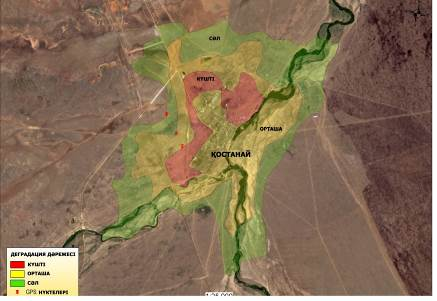 СӘЛ
КҮШТІ
ОРТАША
ҚОСТАНАЙ
ДЕГРАДАЦИЯ ДӘРЕЖЕСІ
КҮШТІ
ОРТАША
СӘЛ
GPS НҮКТЕЛЕРІ